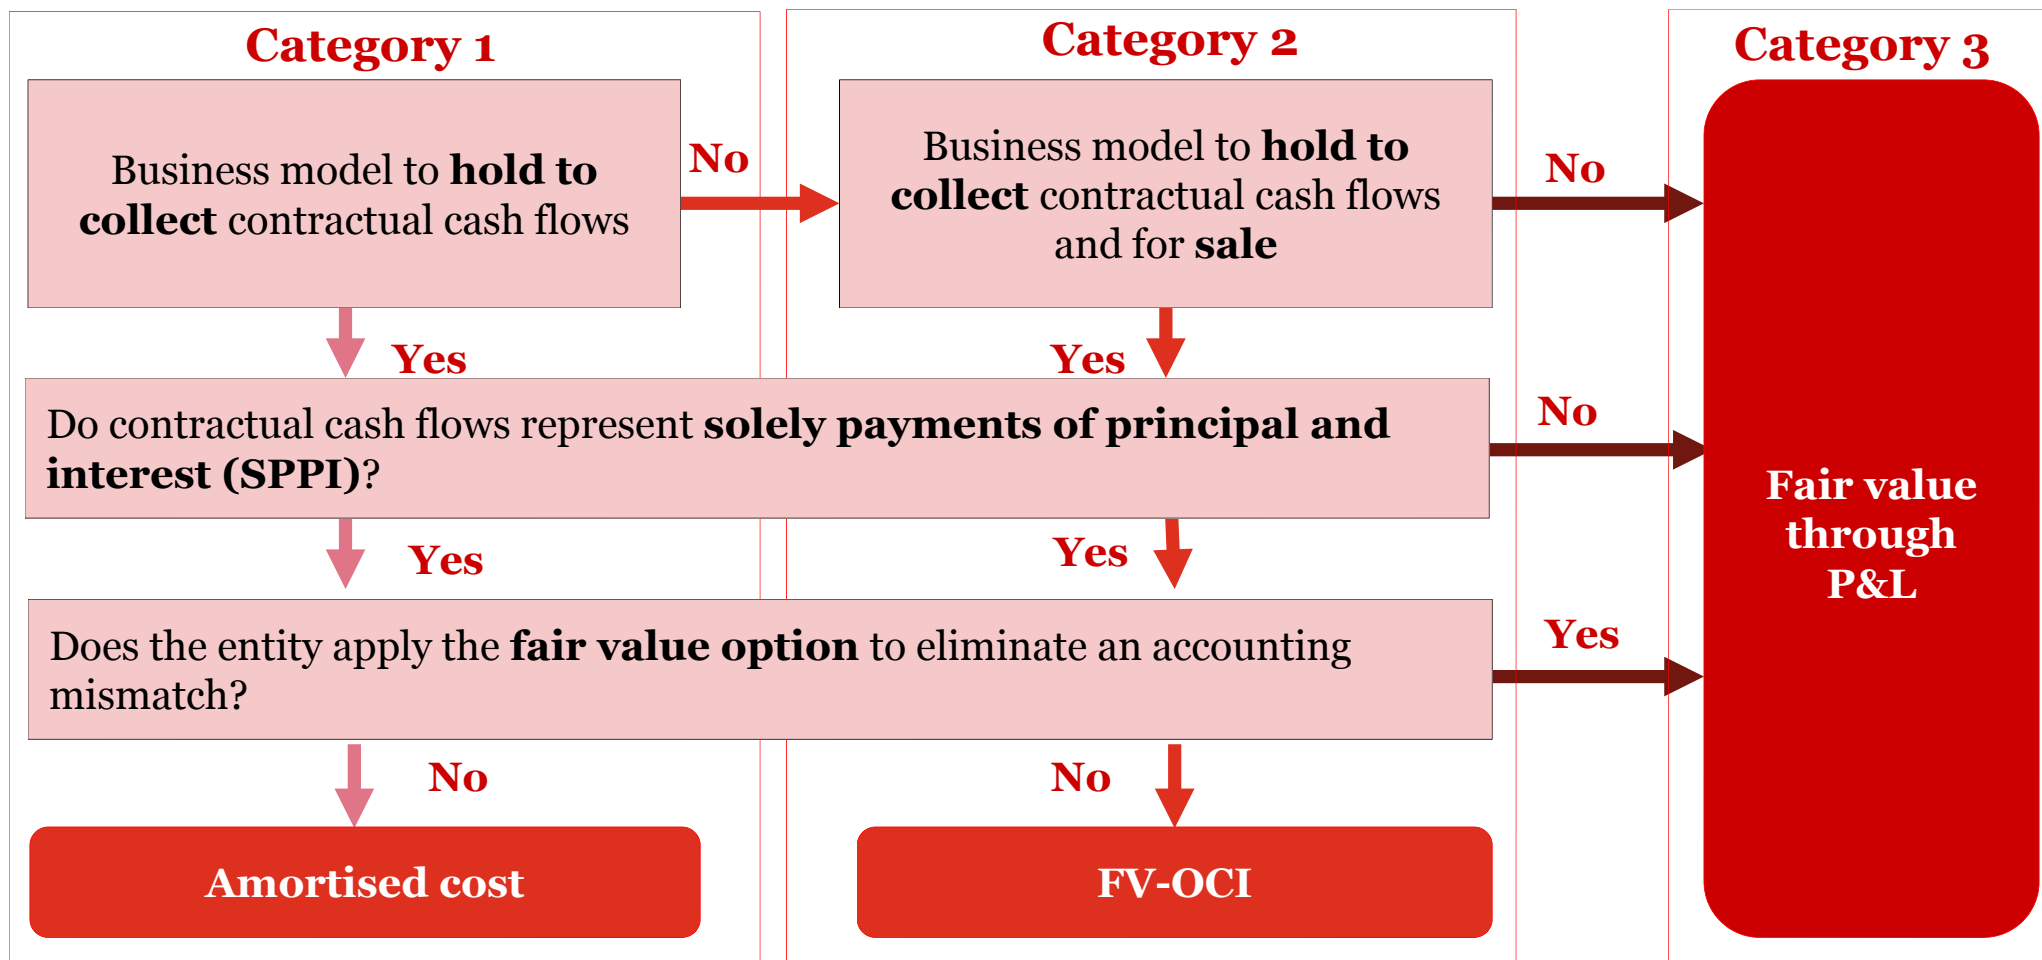 Category 1
Category 2
Category 3
Business model to hold to
collect contractual cash flows
No
Business model to hold to
collect contractual cash flows
and for sale
No
Yes
Yes
Do contractual cash flows represent solely payments of principal and
interest (SPPI)?
No
Yes
Yes
Does the entity apply the fair value option to eliminate an accounting
mismatch?
Yes
No
No
Amortised cost
FV-OCI
Fair value
through
P&L